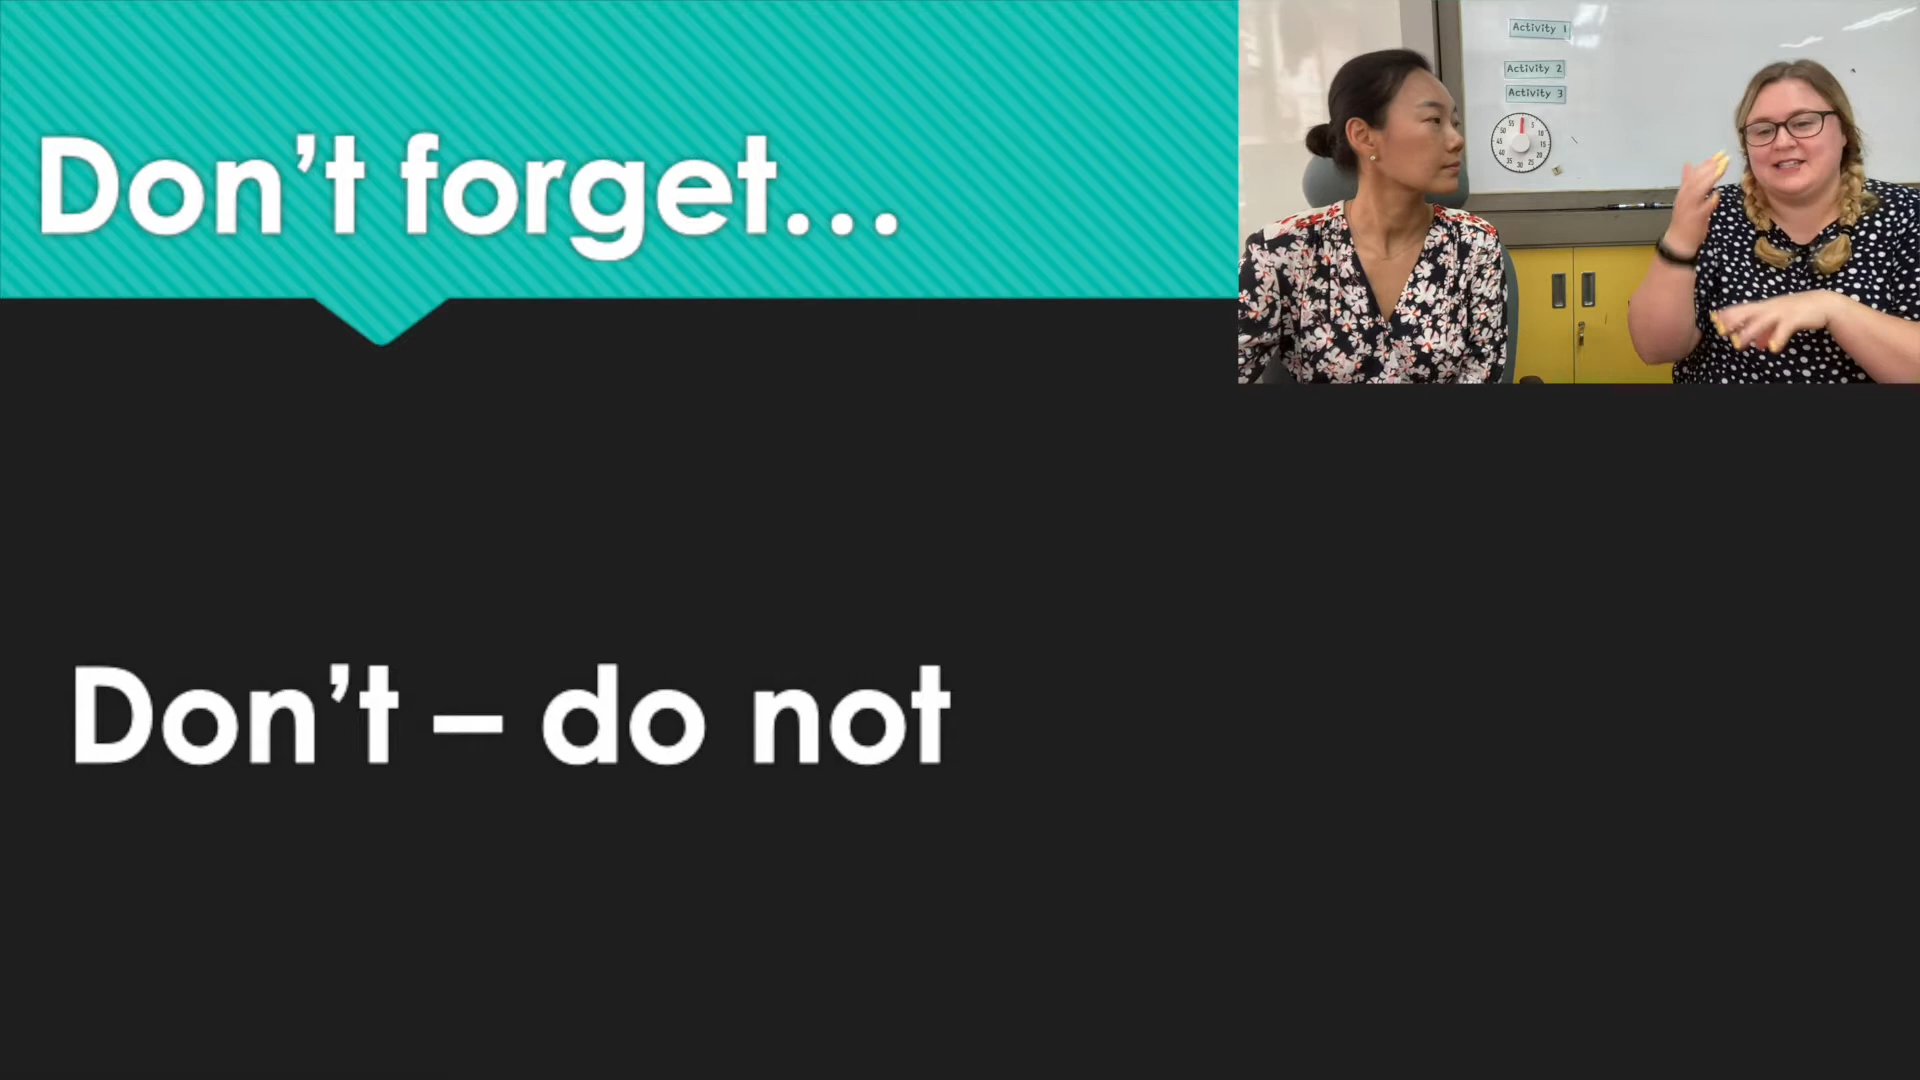 Don’t forget…
Don’t – do not
Activity 1
Activity 2
Activity 3